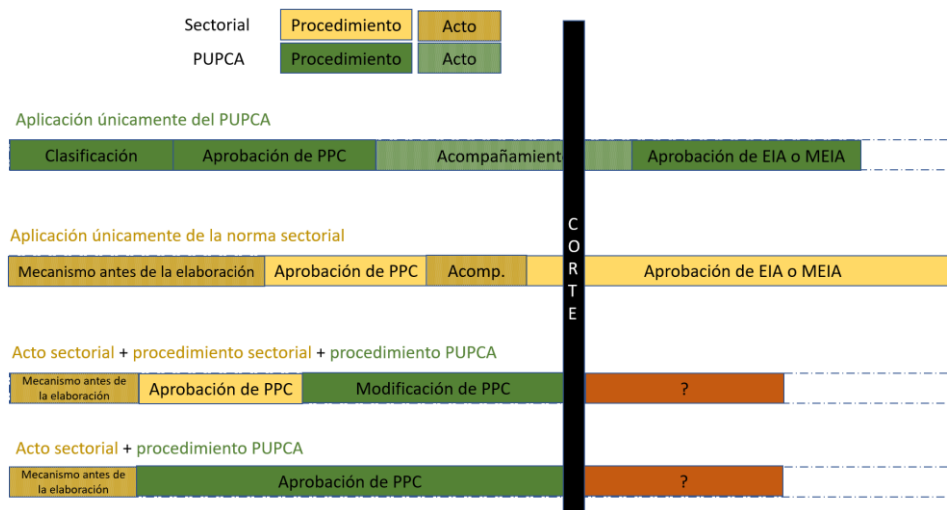 Sectorial Procedimiento Acto
PUPCA Procedimiento Acto
Aplicación únicamente del PUPCA
Clasificación Aprobación de PPC Acompañamiento Aprobación de EIA o MEIA
Aplicación únicamente de la norma sectorial
Mecanismo antes de la elaboración Aprobación de PPC Acomp. Aprobación de EIA o MEIA
CORTE
Acto sectorial + procedimiento sectorial + procedimiento PUPCA
Mecanismo antes de
la elaboración Aprobación de PPC Modificación de PPC ?
Acto sectorial + procedimiento PUPCA
Mecanismo antes de
la elaboración Aprobación de PPC ?